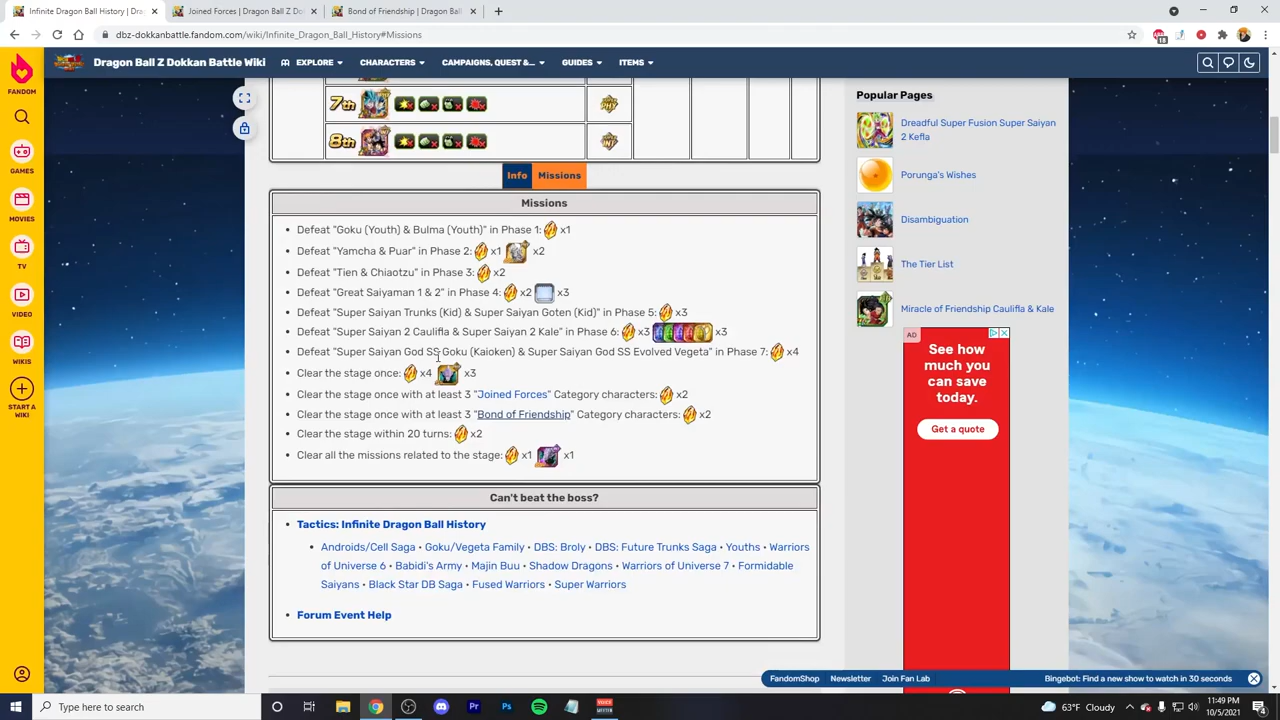 Infinite Dragon Ball History | Dra
Joined Forces | Dragon Ball Z Do
Bond of Friendship | Dragon Ball
dbz-dokkanbattle.fandom.com/wiki/Infinite_Dragon_Ball_History#Missions
18
FANDOM
GAMES
MOVIES
TV
VIDEO
WIKIS
START A
WIKI
Dragon Ball Z Dokkan Battle Wiki
EXPLORE
CHARACTERS
CAMPAIGNS, QUEST &...
GUIDES
ITEMS
7th
8th
Info
Missions
Missions
Defeat "Goku (Youth) & Bulma (Youth)" in Phase 1: x1
Defeat "Yamcha & Puar" in Phase 2: x1 x2
Defeat "Tien & Chiaotzu" in Phase 3: x2
Defeat "Great Saiyaman 1 & 2" in Phase 4: x2 x3
Defeat "Super Saiyan Trunks (Kid) & Super Saiyan Goten (Kid)" in Phase 5: x3
Defeat "Super Saiyan 2 Caulifla & Super Saiyan 2 Kale" in Phase 6: x3 x3
Defeat "Super Saiyan God SS Goku (Kaioken) & Super Saiyan God SS Evolved Vegeta" in Phase 7: x4
Clear the stage once: x4 x3
Clear the stage once with at least 3 "Joined Forces" Category characters: x2
Clear the stage once with at least 3 "Bond of Friendship" Category characters: x2
Clear the stage within 20 turns: x2
Clear all the missions related to the stage: x1 x1
Can't beat the boss?
Tactics: Infinite Dragon Ball History
Androids/Cell Saga • Goku/Vegeta Family • DBS: Broly • DBS: Future Trunks Saga • Youths • Warriors
of Universe 6 • Babidi's Army • Majin Buu • Shadow Dragons • Warriors of Universe 7 • Formidable
Saiyans • Black Star DB Saga • Fused Warriors • Super Warriors
Forum Event Help
Popular Pages
Dreadful Super Fusion Super Saiyan
2 Kefla
Porunga's Wishes
Disambiguation
The Tier List
Miracle of Friendship Caulifla & Kale
AD
See how
much you
can save
today.
Get a quote
FandomShop
Newsletter
Join Fan Lab
Bingebot: Find a new show to watch in 30 seconds
Type here to search
63°F Cloudy
11:49 PM
10/5/2021
4